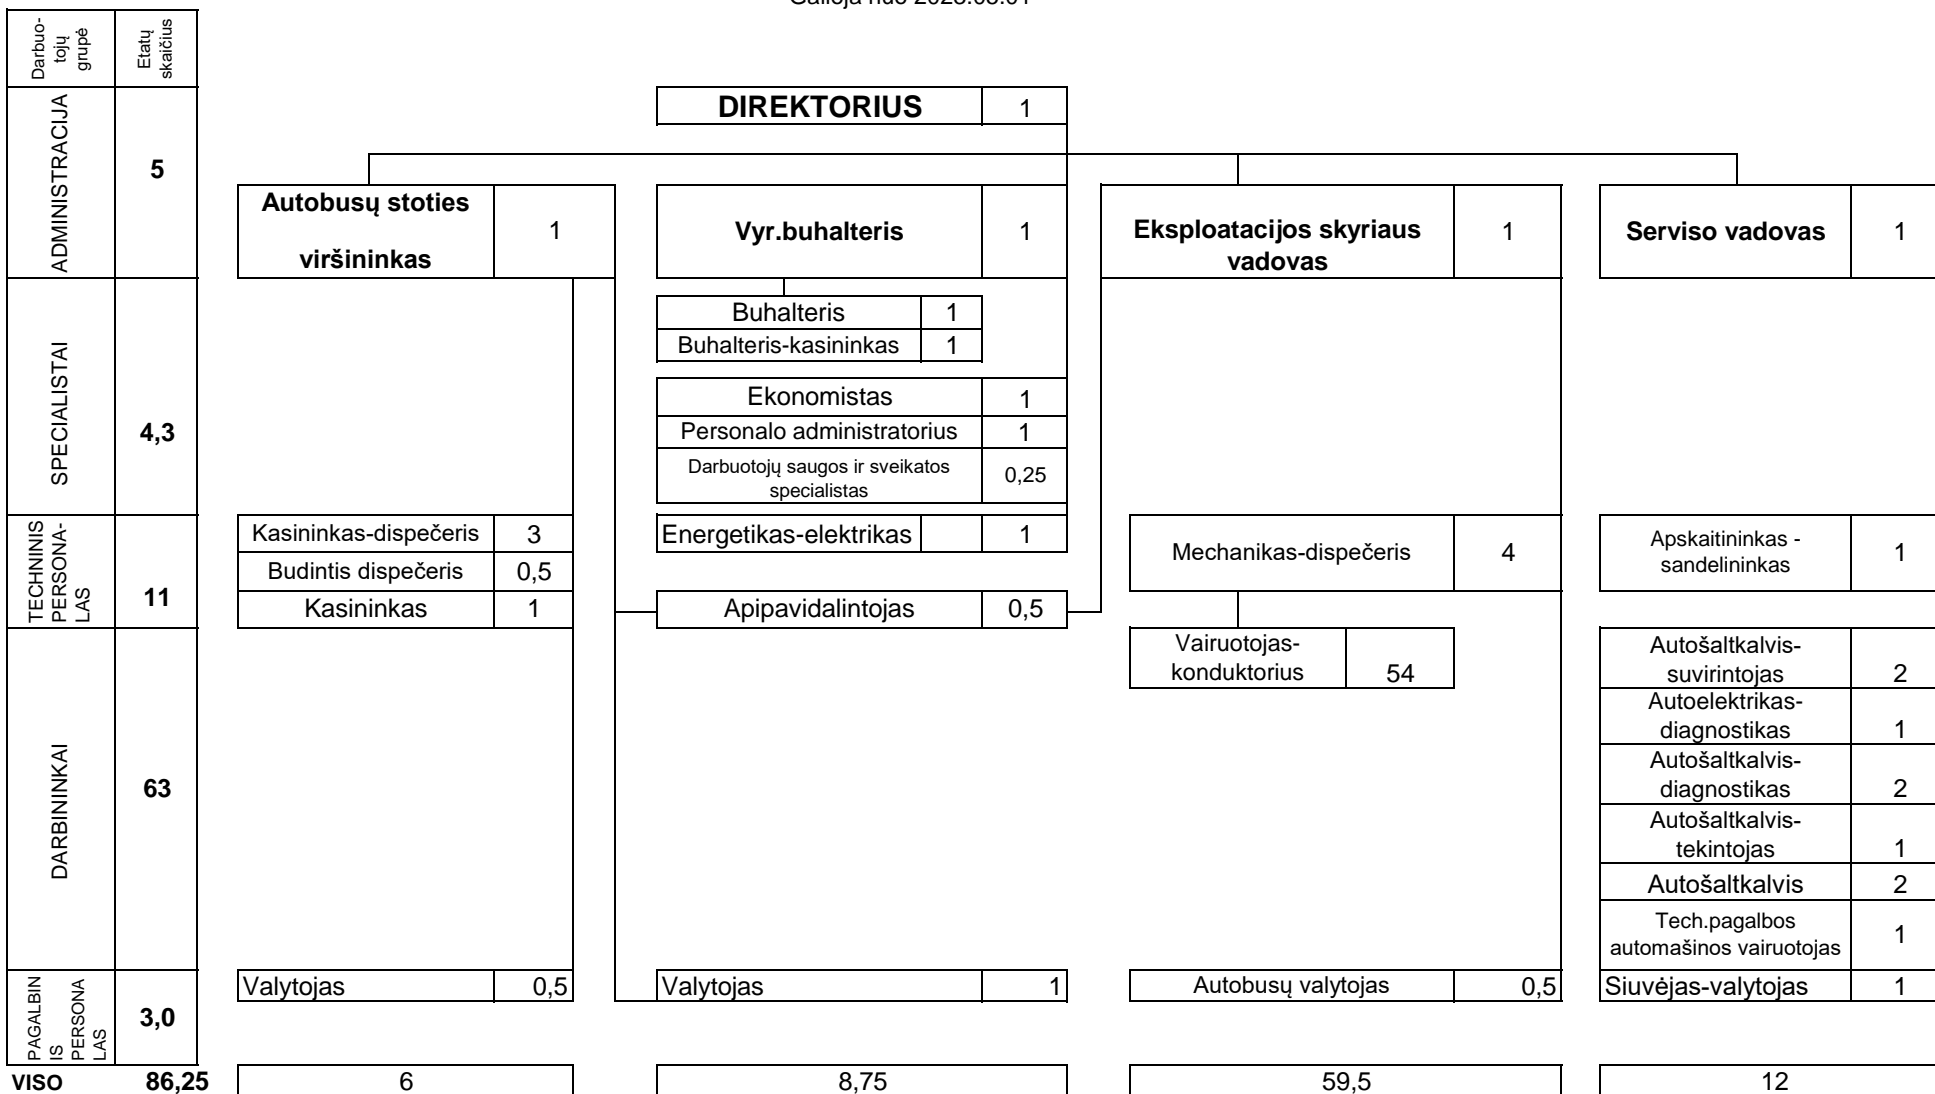 Galioja nuo 2023.05.01
Darbuo-
tojų
grupė
Etatų
skaičius
ADMINISTRACIJA
5
DIREKTORIUS 1
Autobusų stoties
viršininkas
1
Vyr.buhalteris 1
Eksploatacijos skyriaus
vadovas
1
Serviso vadovas 1
SPECIALISTAI
4,3
Buhalteris 1
Buhalteris-kasininkas 1
Ekonomistas 1
Personalo administratorius 1
Darbuotojų saugos ir sveikatos
specialistas
0,25
TECHNINIS
PERSONA-
LAS
11
Kasininkas-dispečeris 3
Budintis dispečeris 0,5
Kasininkas 1
Energetikas-elektrikas 1
Apipavidalintojas 0,5
Mechanikas-dispečeris 4
Apskaitininkas -
sandelininkas
1
DARBININKAI
63
Vairuotojas-
konduktorius 54
Autošaltkalvis-
suvirintojas 2
Autoelektrikas-
diagnostikas 1
Autošaltkalvis-
diagnostikas 2
Autošaltkalvis-
tekintojas 1
Autošaltkalvis 2
Tech.pagalbos
automašinos vairuotojas
1
PAGALBIN
IS
PERSONA
LAS
3,0
Valytojas 0,5
Valytojas 1
Autobusų valytojas 0,5
Siuvėjas-valytojas 1
VISO 86,25 6 8,75 59,5 12